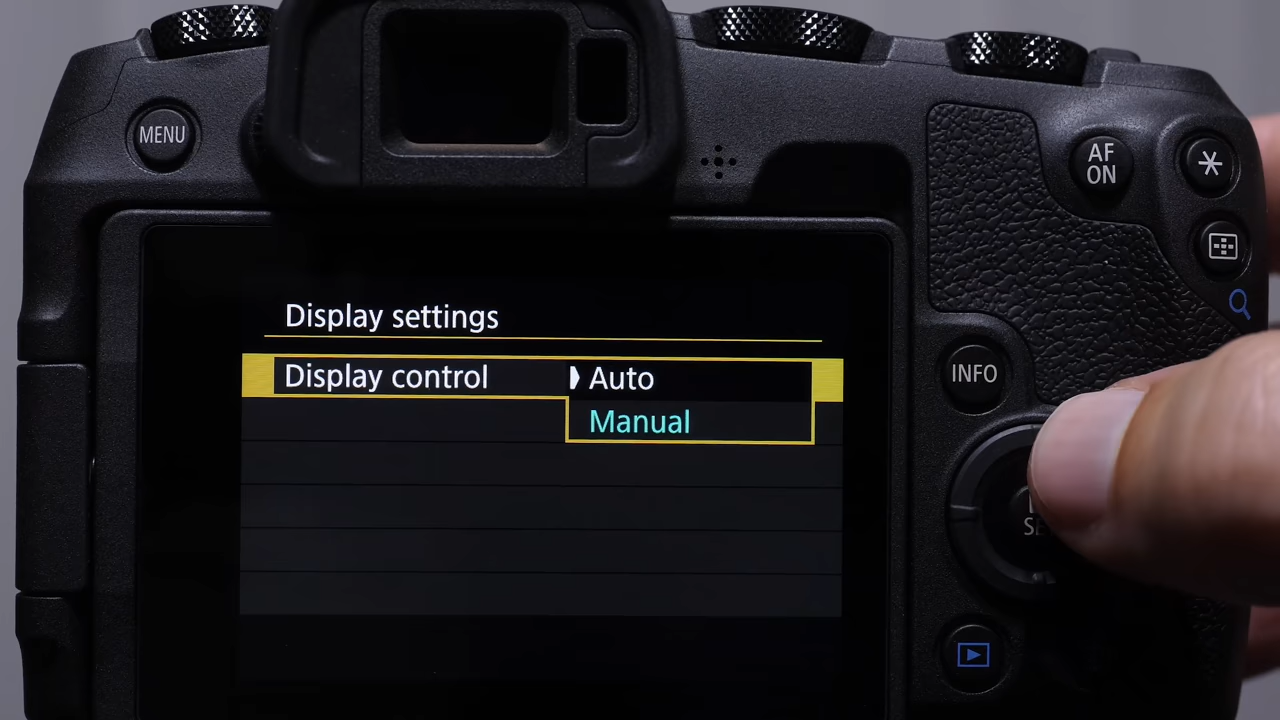 MENU
AF
ON
Display settings
Display control
Auto
Manual
INFO